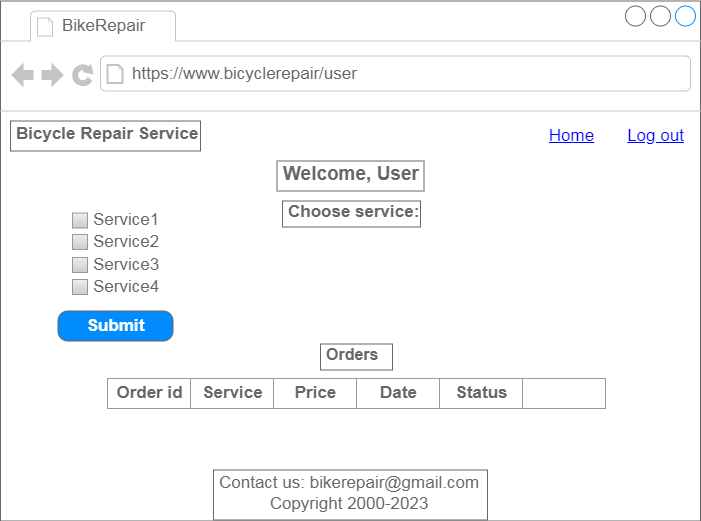 BikeRepair
https://www.bicyclerepair/user
Bicycle Repair Service
Home Log out
Welcome, User
Choose service:
Service1
Service2
Service3
Service4
Submit
Orders
Order id Service Price Date Status
Contact us: bikerepair@gmail.com
Copyright 2000-2023